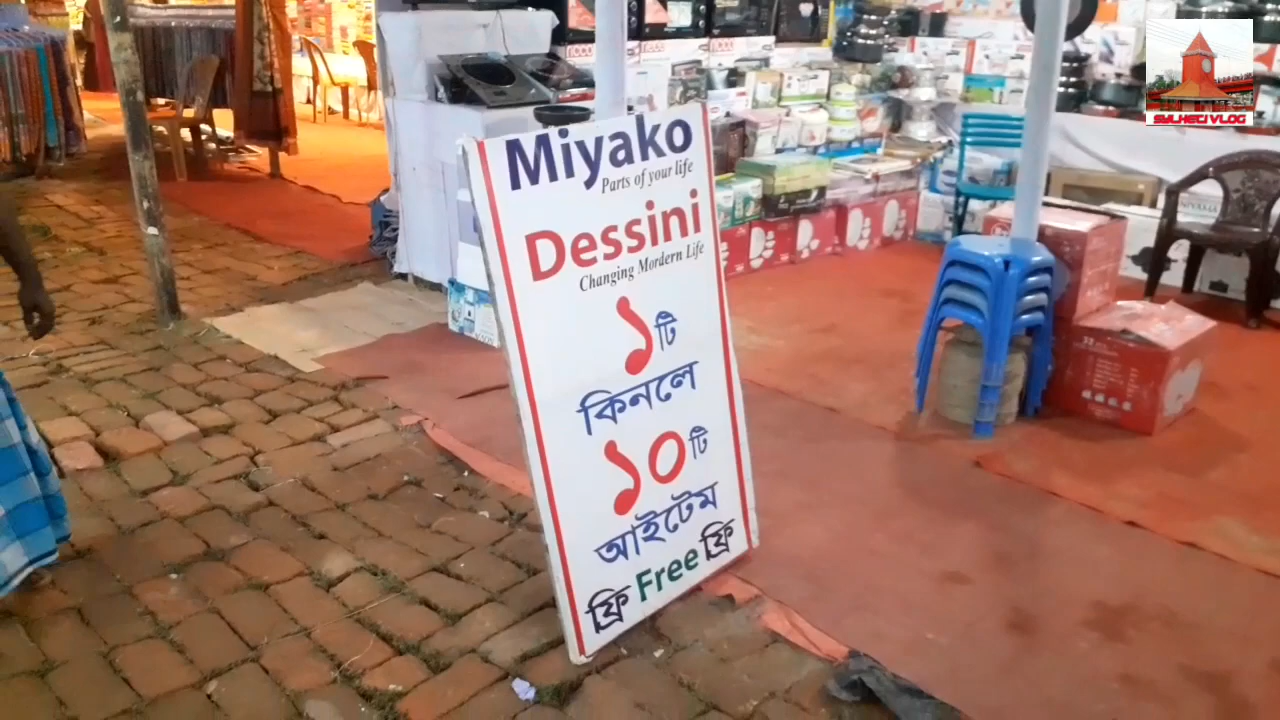 Miyako
Parts of your life
Dessini
Changing Mordern Life
১টি
কিনলে
১০টি
আইটেম
ফ্রি Free ফ্রি
SYLHETI VLOG